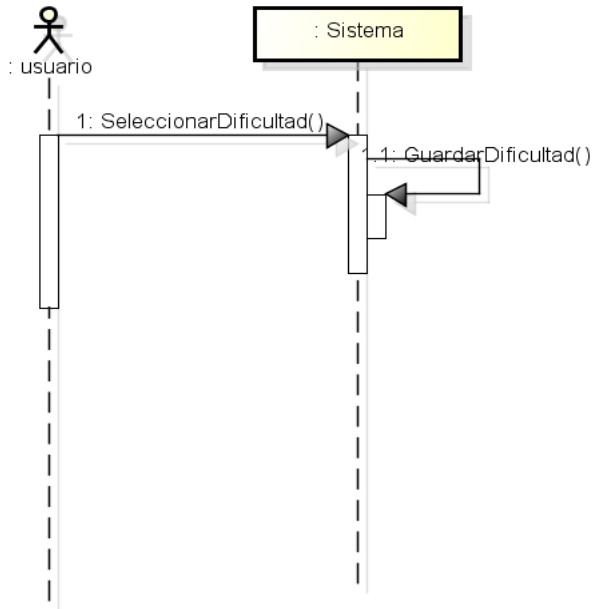 : usuario
: Sistema
1: SeleccionarDificultad()
1.1: GuardarDificultad()